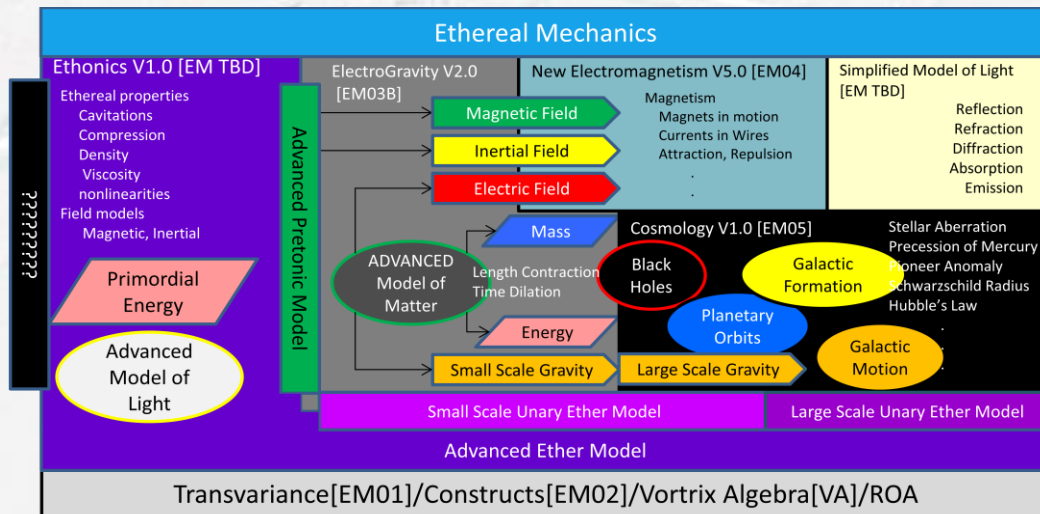 Ethereal Mechanics
Ethonics V1.0 [EM TBD]
Ethereal properties
Cavitations
Compression
Density
Viscosity
nonlinearities
Field models
Magnetic, Inertial
Primordial
Energy
Advanced
Model of
Light
??????????
Advanced Pretonic Model
ElectroGravity V2.0
[EM03B]
Magnetic Field
Inertial Field
Electric Field
Mass
ADVANCED
Model of
Matter
Length Contraction
Time Dilation
Energy
Small Scale Gravity
New Electromagnetism V5.0 [EM04]
Magnetism
Magnets in motion
Currents in Wires
Attraction, Repulsion
.
.
Simplified Model of Light
[EM TBD]
Reflection
Refraction
Diffraction
Absorption
Emission
Cosmology V1.0 [EM05]
Black
Holes
Galactic
Formation
Planetary
Orbits
Large Scale Gravity
Galactic
Motion
Stellar Aberration
Precession of Mercury
Pioneer Anomaly
Schwarzschild Radius
Hubble's Law
.
.
.
Small Scale Unary Ether Model
Large Scale Unary Ether Model
Advanced Ether Model
Transvariance[EM01]/Constructs[EM02]/Vortrix Algebra[VA]/ROA